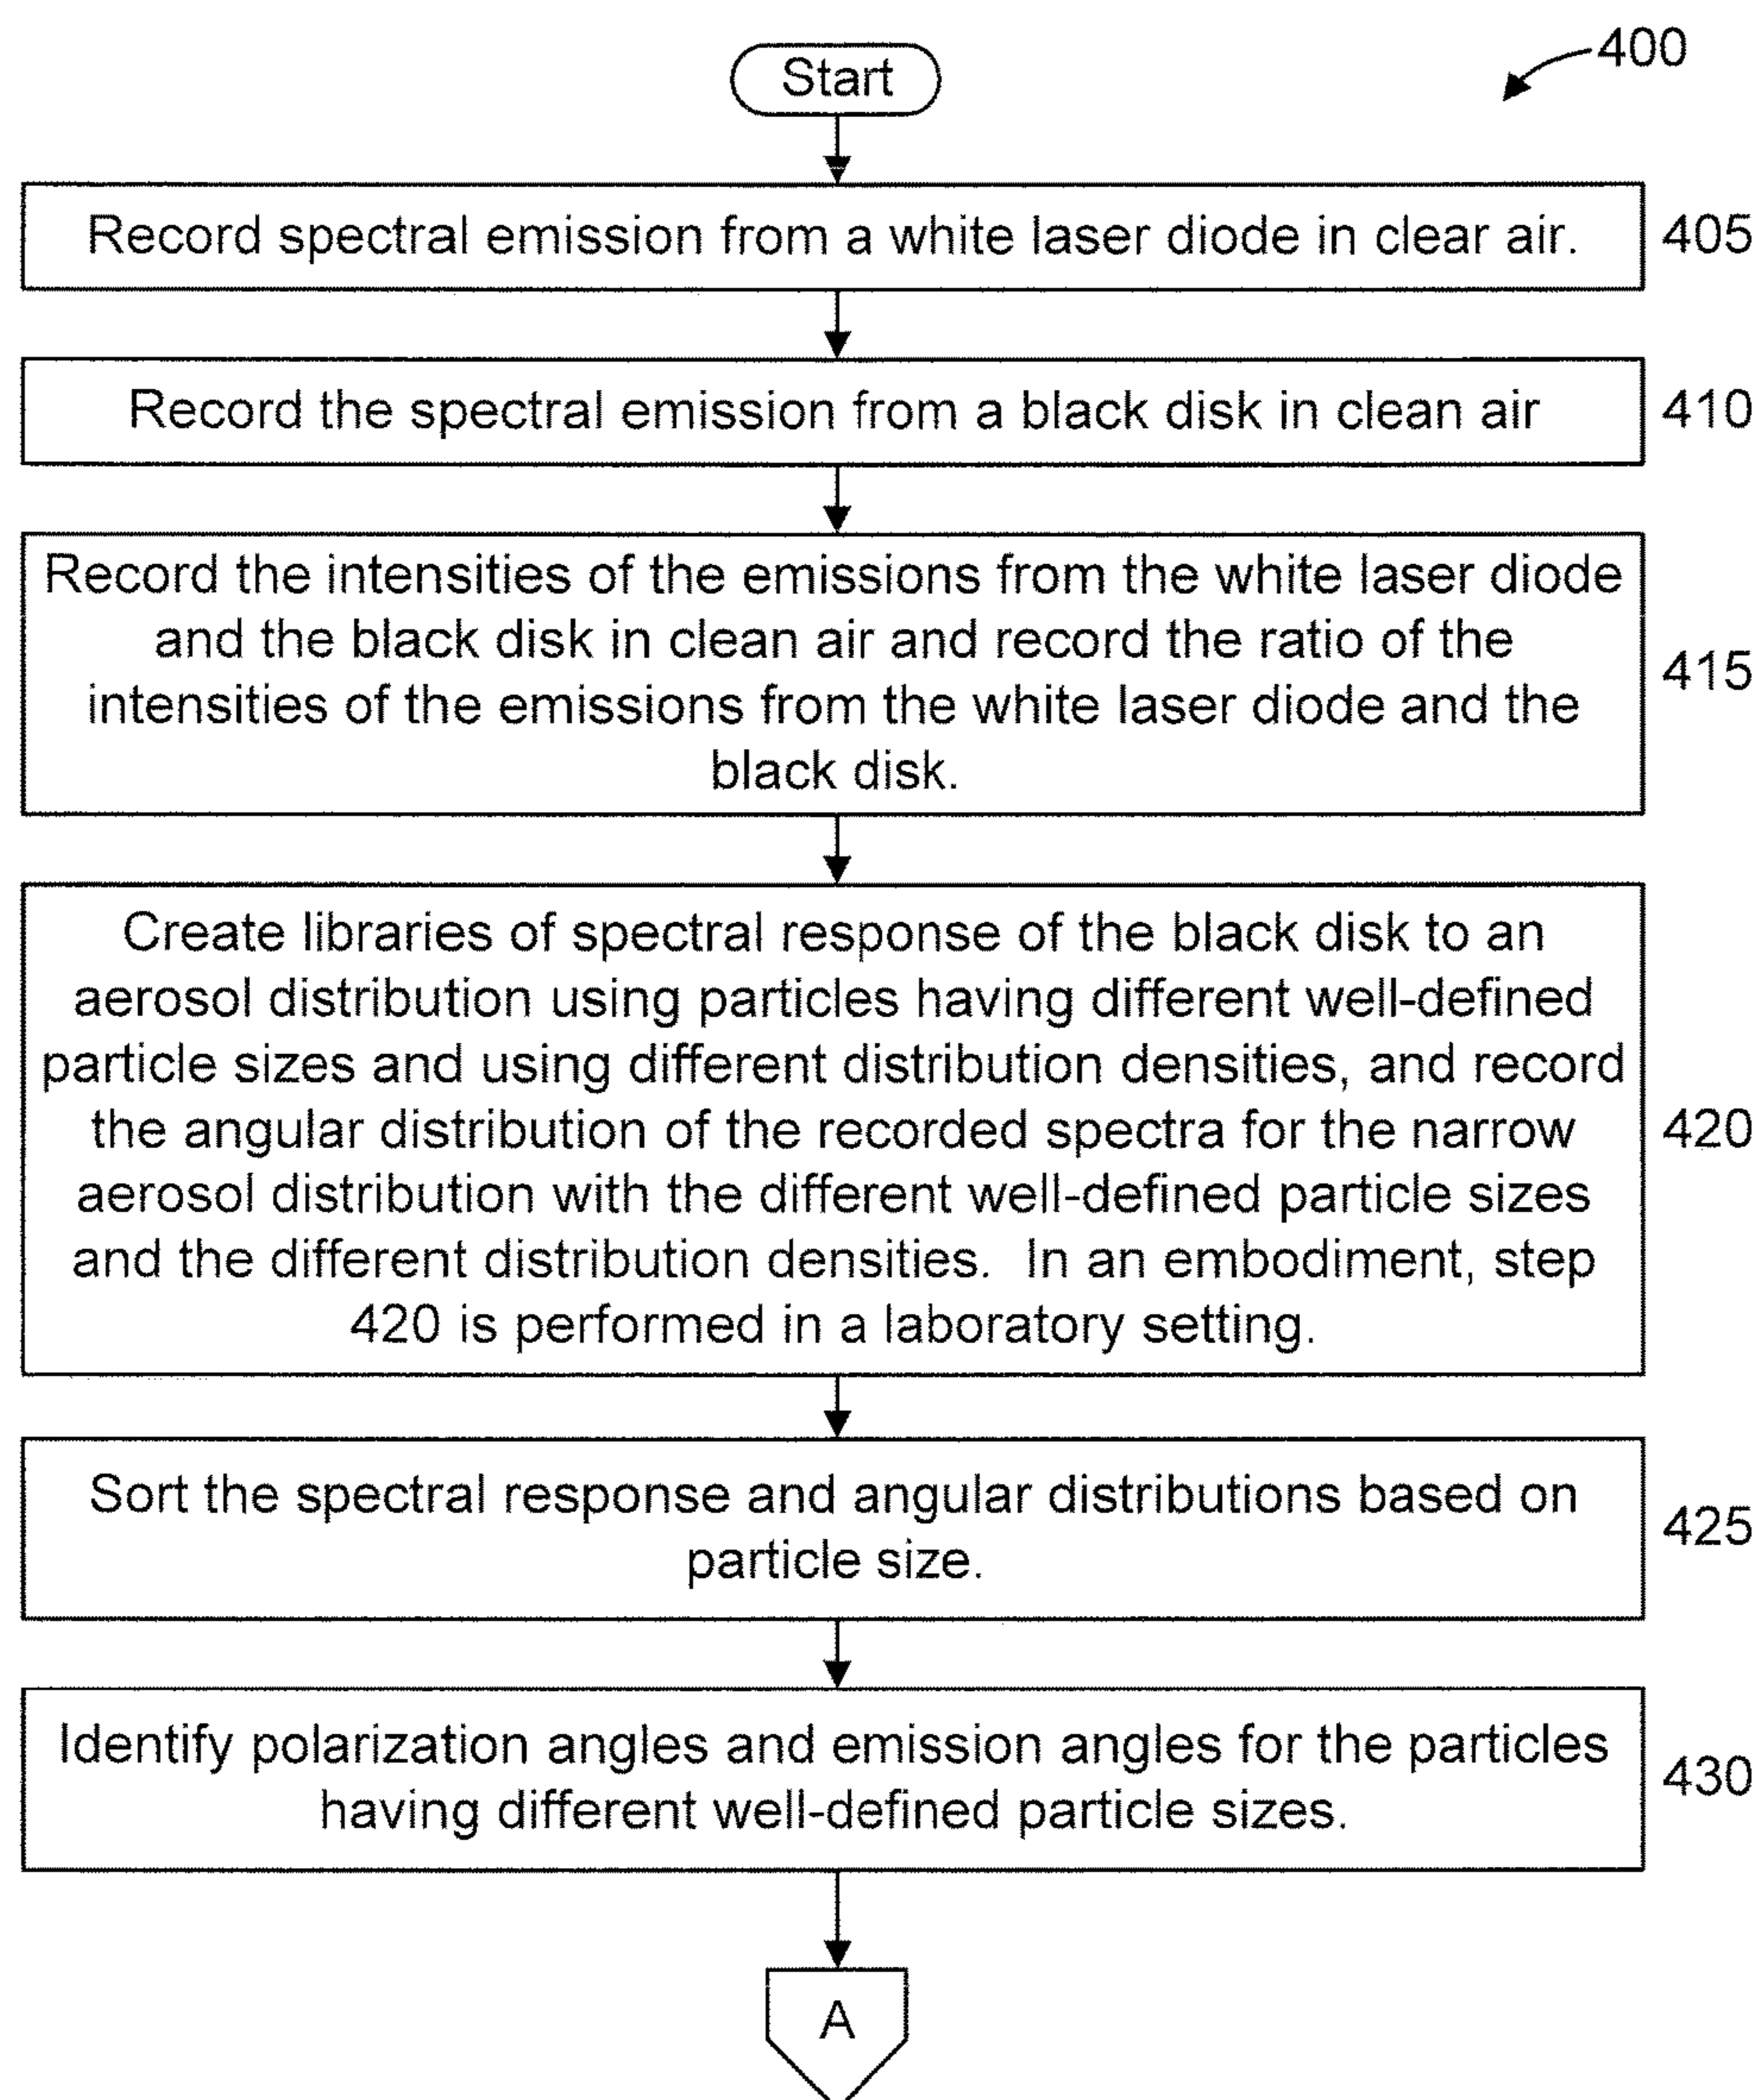 400
Start
Record spectral emission from a white laser diode in clear air.
405
Record the spectral emission from a black disk in clean air
410
Record the intensities of the emissions from the white laser diode
and the black disk in clean air and record the ratio of the
intensities of the emissions from the white laser diode and the
black disk.
415
Create libraries of spectral response of the black disk to an
aerosol distribution using particles having different well-defined
particle sizes and using different distribution densities, and record
the angular distribution of the recorded spectra for the narrow
aerosol distribution with the different well-defined particle sizes
and the different distribution densities.  In an embodiment, step
420 is performed in a laboratory setting.
420
Sort the spectral response and angular distributions based on
particle size.
425
Identify polarization angles and emission angles for the particles
having different well-defined particle sizes.
430
A